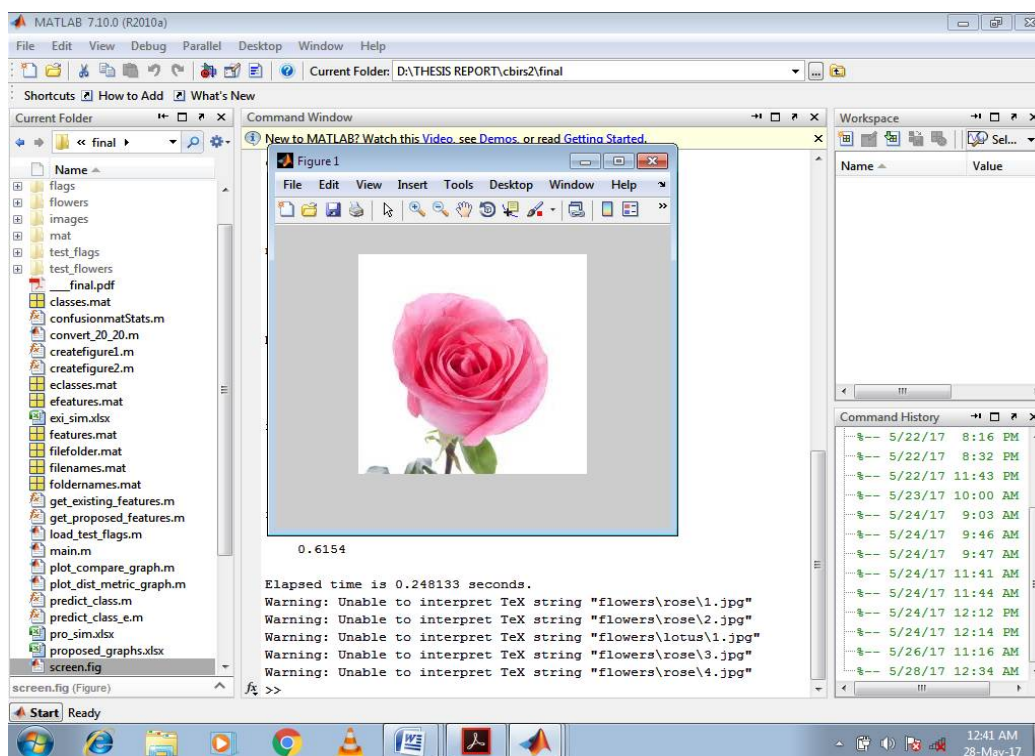 MATLAB 7.10.0 (R2010a)
File Edit View Debug Parallel Desktop Window Help
Current Folder: D:\THESIS REPORT\cbirs2\final
Shortcuts How to Add What's New
Current Folder
« final
Name
flags
flowers
images
mat
test_flags
test_flowers
___final.pdf
classes.mat
confusionmatStats.m
convert_20_20.m
createfigure1.m
createfigure2.m
eclasses.mat
efeatures.mat
exi_sim.xlsx
features.mat
filefolder.mat
filenames.mat
foldernames.mat
get_existing_features.m
get_proposed_features.m
load_test_flags.m
main.m
plot_compare_graph.m
plot_dist_metric_graph.m
predict_class.m
predict_class_e.m
pro_sim.xlsx
proposed_graphs.xlsx
screen.fig
screen.fig (Figure)
Command Window
New to MATLAB? Watch this Video, see Demos, or read Getting Started.
Figure 1
File Edit View Insert Tools Desktop Window Help
0.6154
Elapsed time is 0.248133 seconds.
Warning: Unable to interpret TeX string "flowers\rose\1.jpg"
Warning: Unable to interpret TeX string "flowers\rose\2.jpg"
Warning: Unable to interpret TeX string "flowers\lotus\1.jpg"
Warning: Unable to interpret TeX string "flowers\rose\3.jpg"
Warning: Unable to interpret TeX string "flowers\rose\4.jpg"
fx >>
Workspace
Sel...
Name Value
Command History
%-- 5/22/17 8:16 PM
%-- 5/22/17 8:32 PM
%-- 5/22/17 11:43 PM
%-- 5/23/17 10:00 AM
%-- 5/24/17 9:03 AM
%-- 5/24/17 9:46 AM
%-- 5/24/17 9:47 AM
%-- 5/24/17 11:41 AM
%-- 5/24/17 11:44 AM
%-- 5/24/17 12:12 PM
%-- 5/24/17 12:14 PM
%-- 5/26/17 11:16 AM
%-- 5/28/17 12:34 AM
Start Ready
12:41 AM
28-May-17